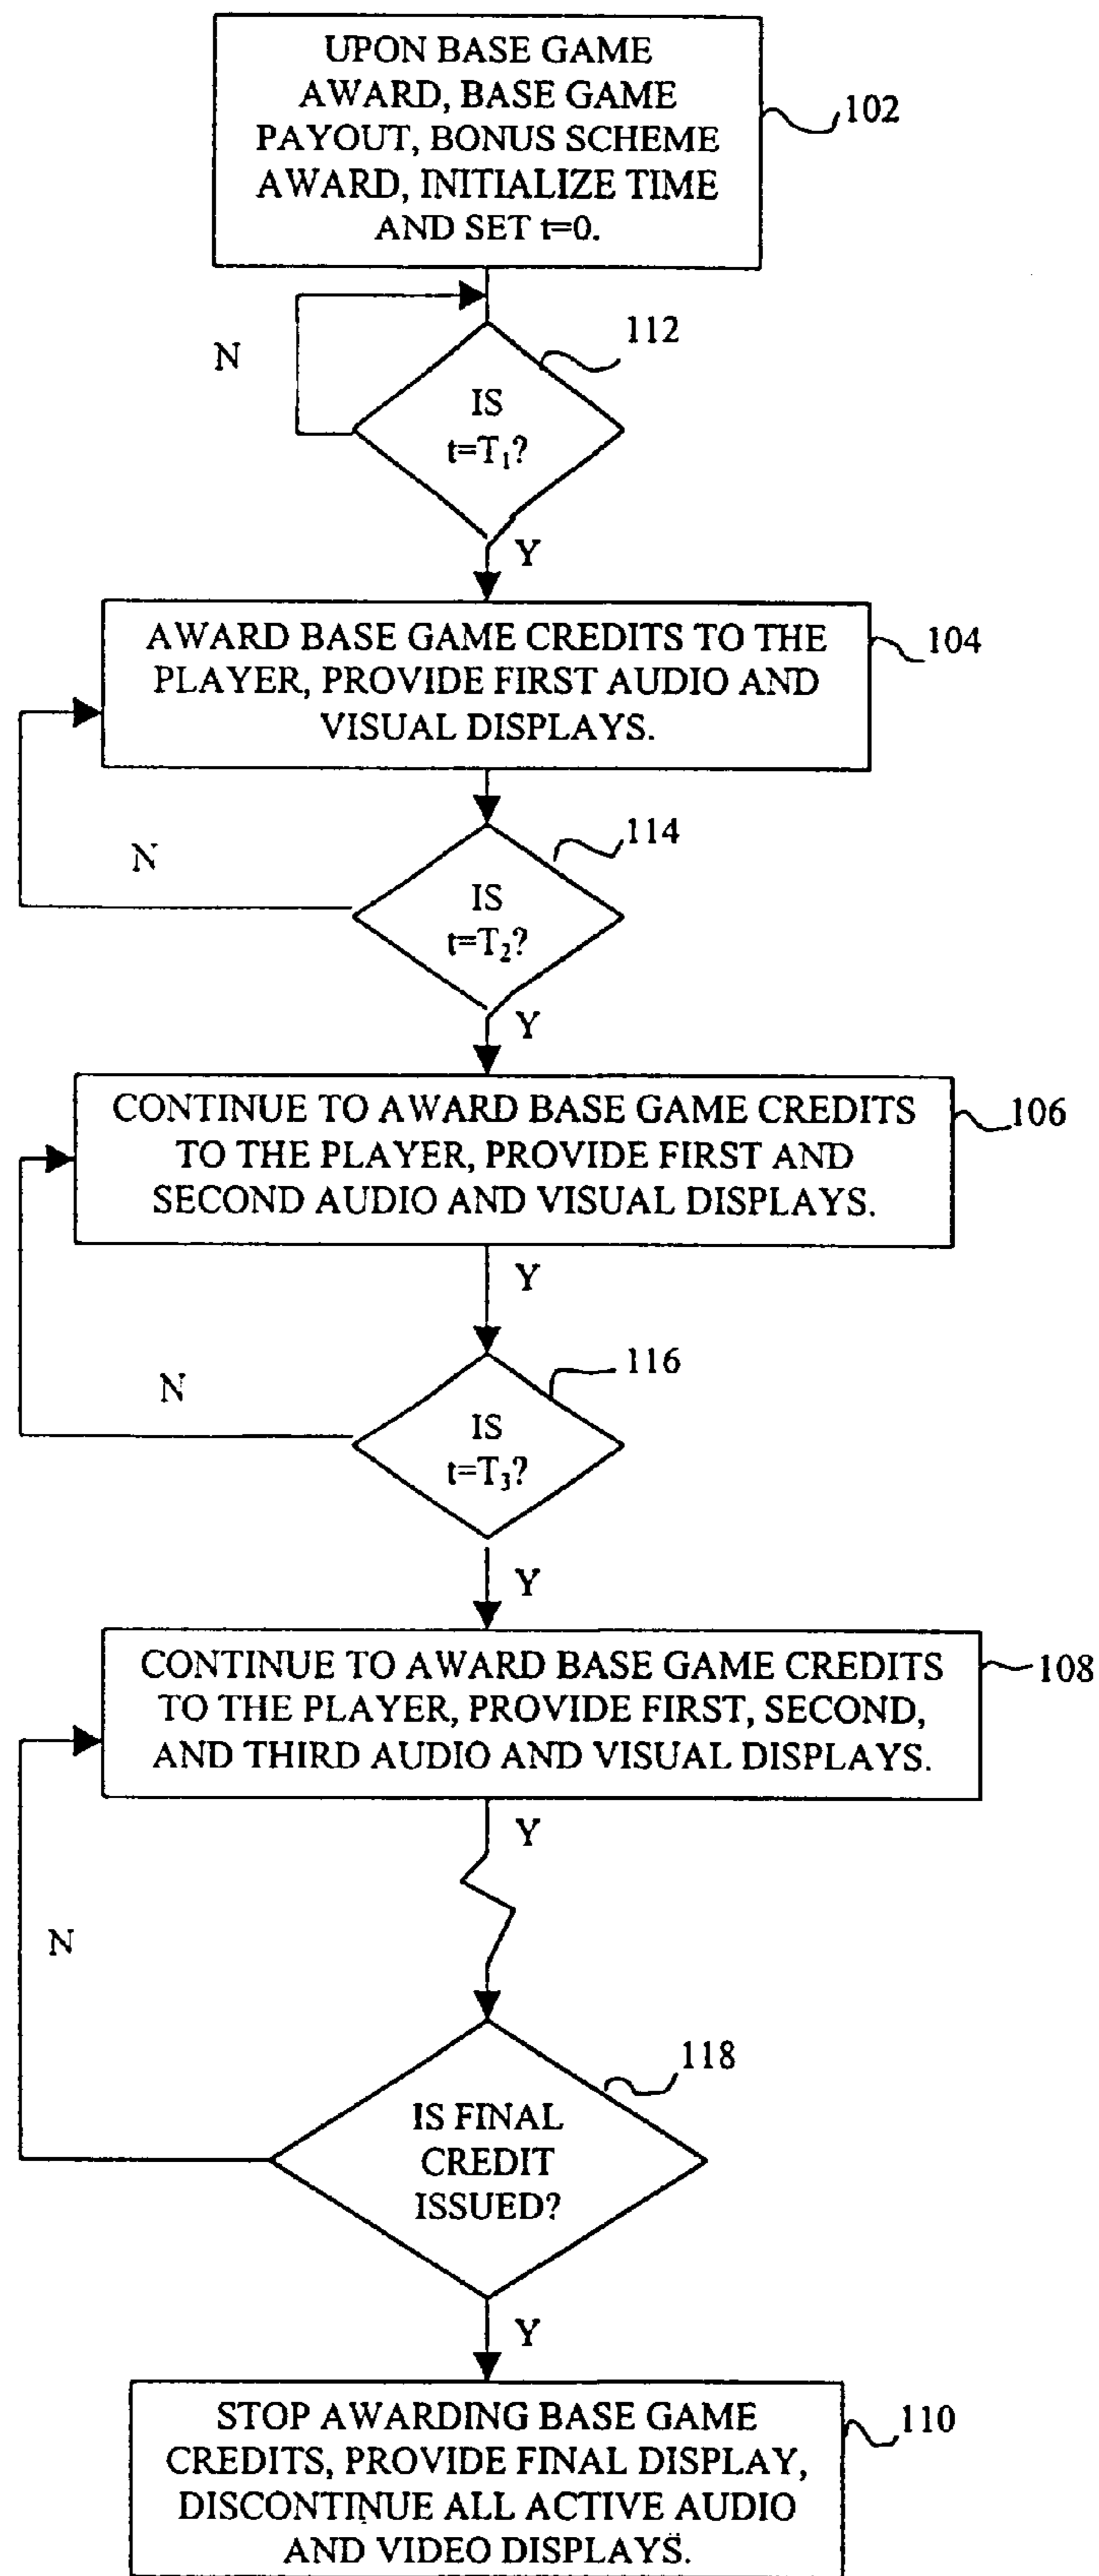 UPON BASE GAME
AWARD, BASE GAME
PAYOUT, BONUS SCHEME
AWARD, INITIALIZE TIME
AND SET t=0.
102
N
112
IS
t=T₁?
Y
AWARD BASE GAME CREDITS TO THE
PLAYER, PROVIDE FIRST AUDIO AND
VISUAL DISPLAYS.
104
N
114
IS
t=T₂?
Y
CONTINUE TO AWARD BASE GAME CREDITS
TO THE PLAYER, PROVIDE FIRST AND
SECOND AUDIO AND VISUAL DISPLAYS.
106
Y
N
116
IS
t=T₃?
Y
CONTINUE TO AWARD BASE GAME CREDITS
TO THE PLAYER, PROVIDE FIRST, SECOND,
AND THIRD AUDIO AND VISUAL DISPLAYS.
108
Y
N
118
IS FINAL
CREDIT
ISSUED?
Y
STOP AWARDING BASE GAME
CREDITS, PROVIDE FINAL DISPLAY,
DISCONTINUE ALL ACTIVE AUDIO
AND VIDEO DISPLAYS.
110